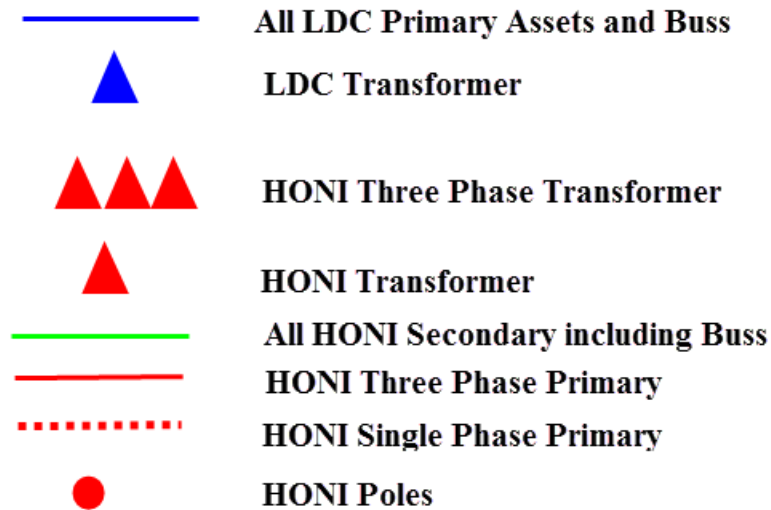 All LDC Primary Assets and Buss
LDC Transformer
HONI Three Phase Transformer
HONI Transformer
All HONI Secondary including Buss
HONI Three Phase Primary
HONI Single Phase Primary
HONI Poles